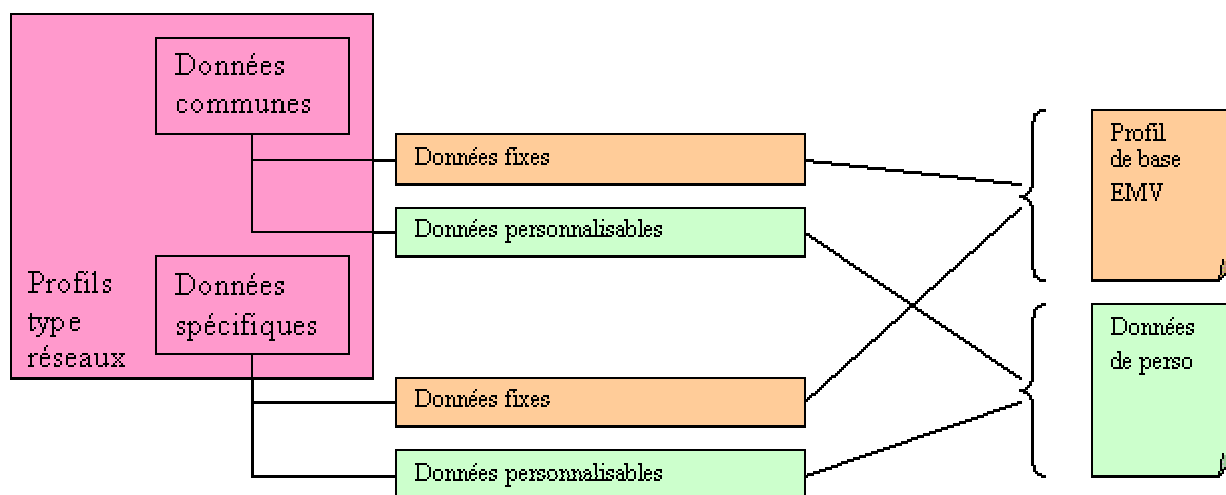 Données
communes
Données fixes
Données personnalisables
Profils
type
réseaux
Données
spécifiques
Données fixes
Données personnalisables
Profil
de base
EMV
Données
de perso